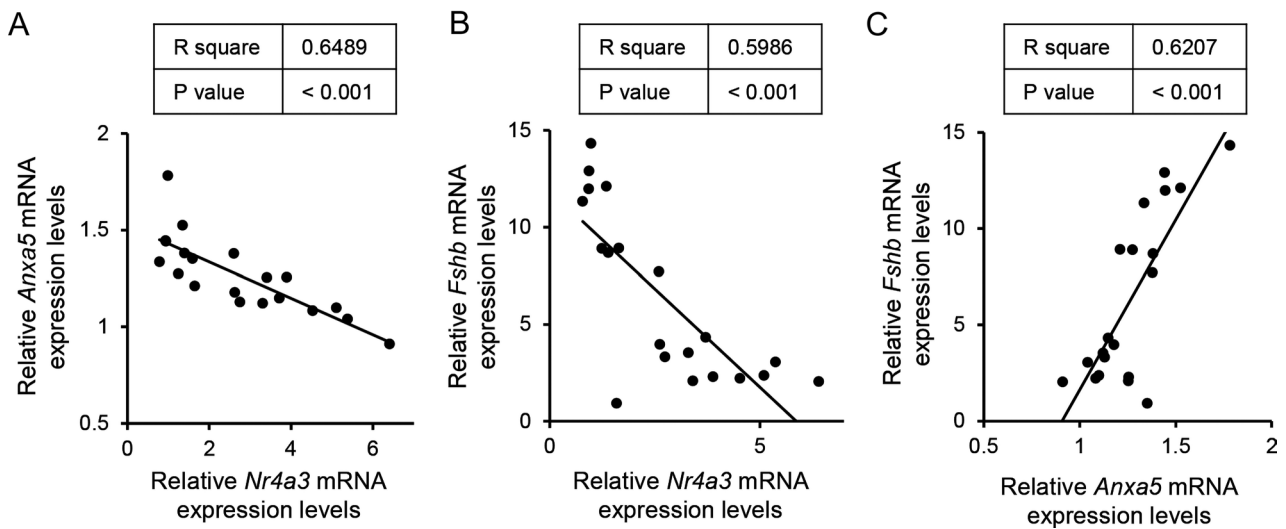 A
R square 0.6489
P value < 0.001
2
1.5
1
0.5
0 2 4 6
Relative Anxa5 mRNA
expression levels
Relative Nr4a3 mRNA
expression levels
B
R square 0.5986
P value < 0.001
15
10
5
0
0 5
Relative Fshb mRNA
expression levels
Relative Nr4a3 mRNA
expression levels
C
R square 0.6207
P value < 0.001
15
10
5
0
0.5 1 1.5 2
Relative Fshb mRNA
expression levels
Relative Anxa5 mRNA
expression levels